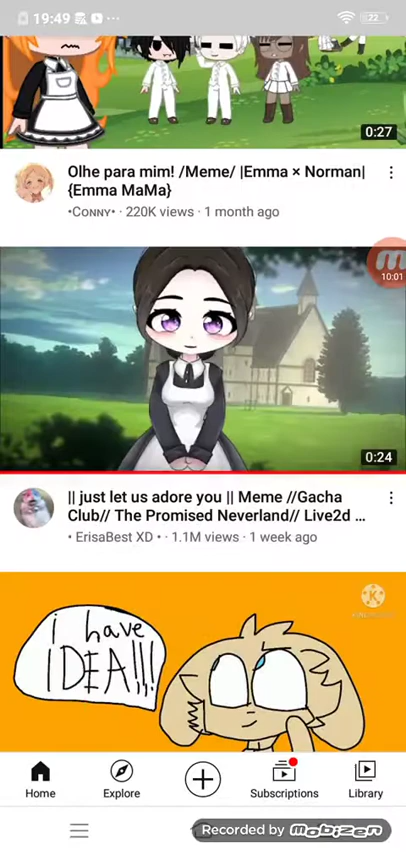 19:49
22
0:27
Olhe para mim! /Meme/ |Emma × Norman|
{Emma MaMa}
•Conny• · 220K views · 1 month ago
10:01
0:24
|| just let us adore you || Meme //Gacha
Club// The Promised Neverland// Live2d ...
• ErisaBest XD • · 1.1M views · 1 week ago
i have
IDEA!!!
Home
Explore
Subscriptions
Library
Recorded by mobizen